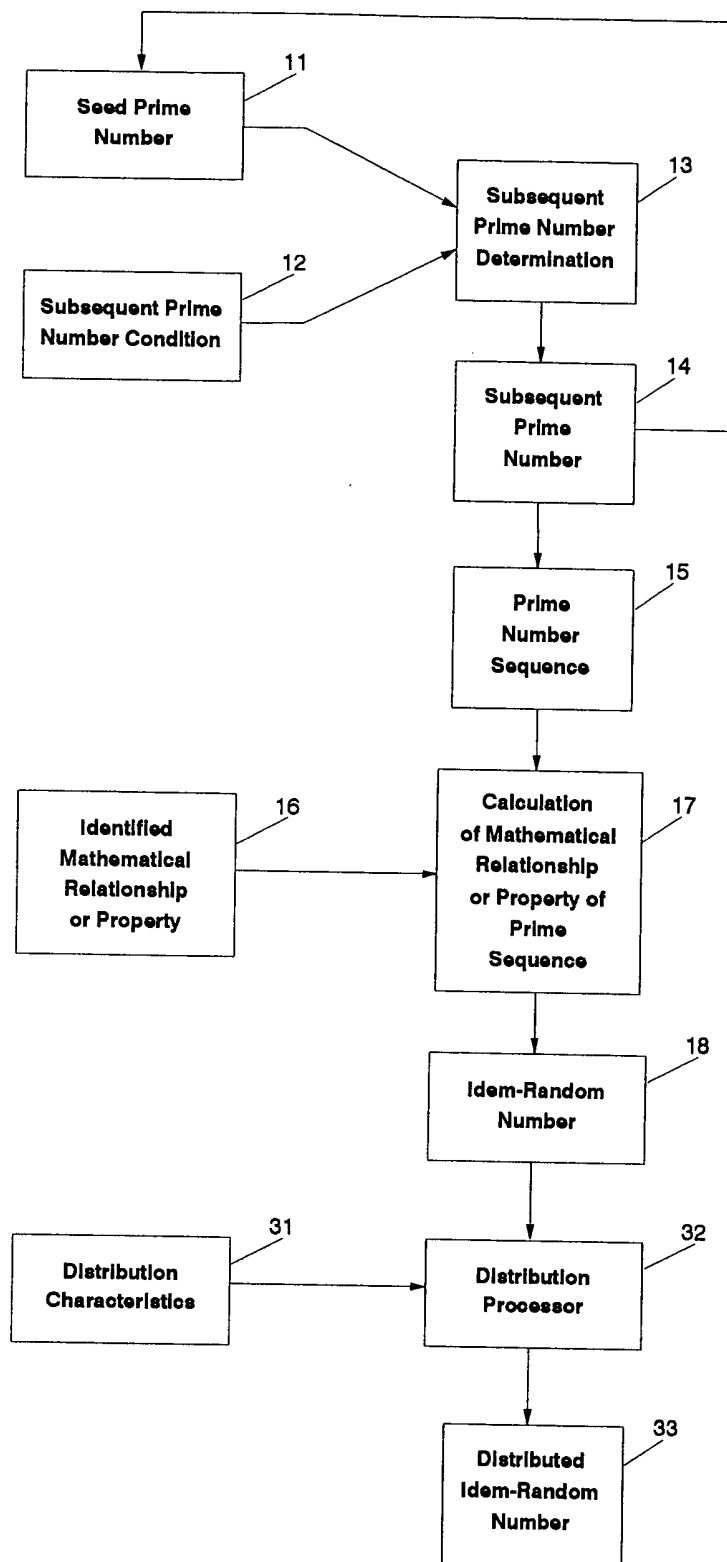 11
Seed Prime
Number
13
Subsequent
Prime Number
Determination
12
Subsequent Prime
Number Condition
14
Subsequent
Prime
Number
15
Prime
Number
Sequence
16
Identified
Mathematical
Relationship
or Property
17
Calculation
of Mathematical
Relationship
or Property of
Prime
Sequence
18
Idem-Random
Number
31
Distribution
Characteristics
32
Distribution
Processor
33
Distributed
Idem-Random
Number